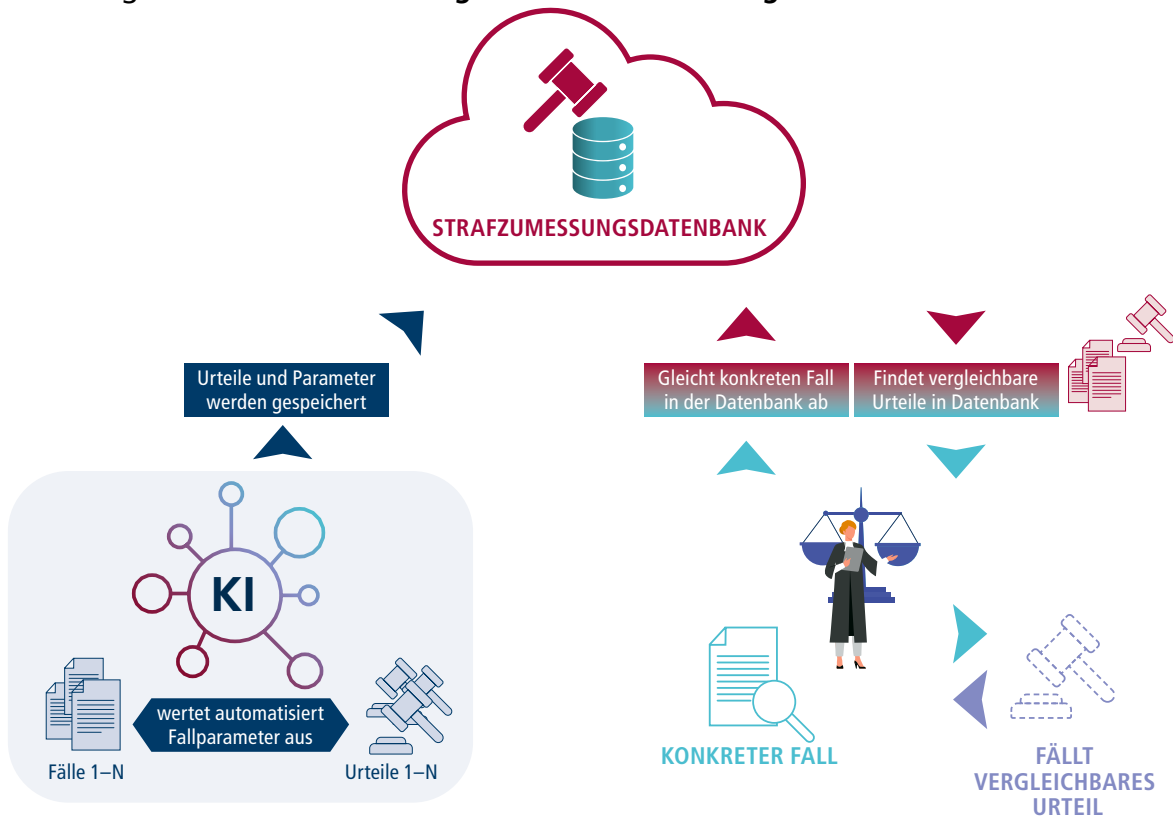 STRAFZUMESSUNGSDATENBANK
Urteile und Parameter
werden gespeichert
Gleicht konkreten Fall
in der Datenbank ab
Findet vergleichbare
Urteile in Datenbank
KI
wertet automatisiert
Fallparameter aus
Fälle 1–N
Urteile 1–N
KONKRETER FALL
FÄLLT
VERGLEICHBARES
URTEIL